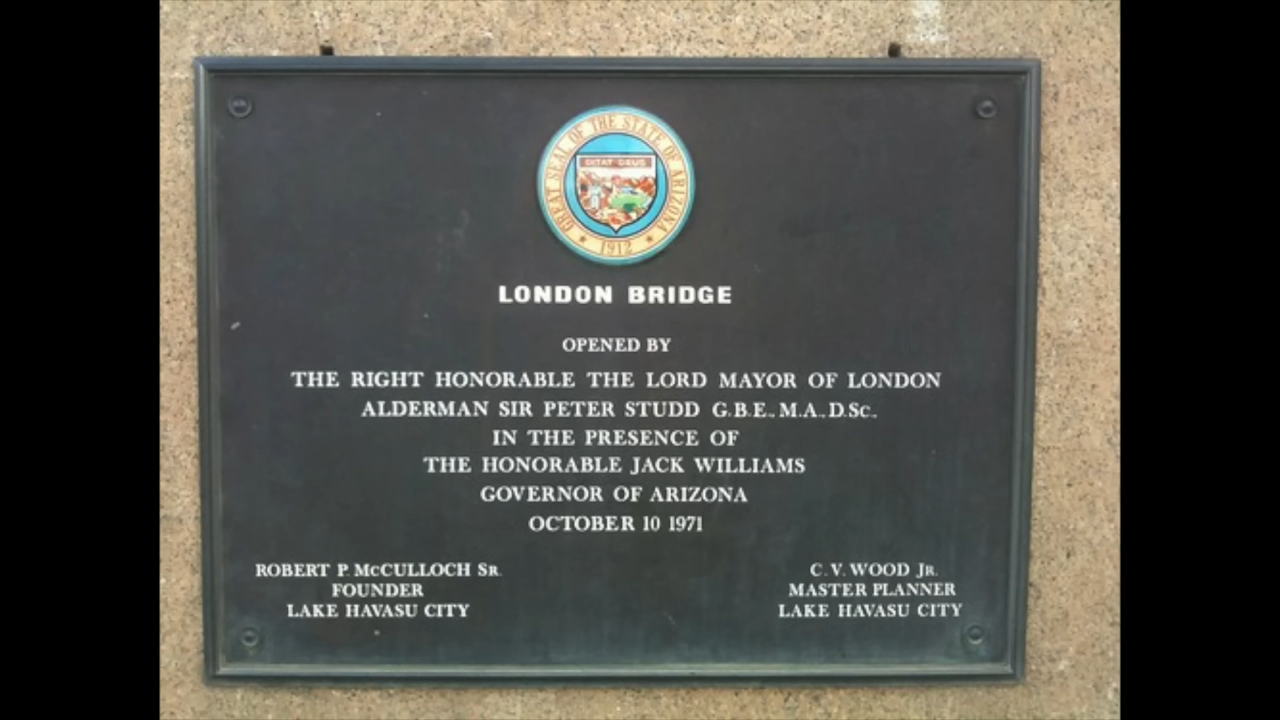 GREAT SEAL OF THE STATE OF ARIZONA
DITAT DEUS
1912
LONDON BRIDGE
OPENED BY
THE RIGHT HONORABLE THE LORD MAYOR OF LONDON
ALDERMAN SIR PETER STUDD G.B.E., M.A., D.Sc.,
IN THE PRESENCE OF
THE HONORABLE JACK WILLIAMS
GOVERNOR OF ARIZONA
OCTOBER 10 1971
ROBERT P. McCULLOCH Sr.
FOUNDER
LAKE HAVASU CITY
C. V. WOOD Jr.
MASTER PLANNER
LAKE HAVASU CITY